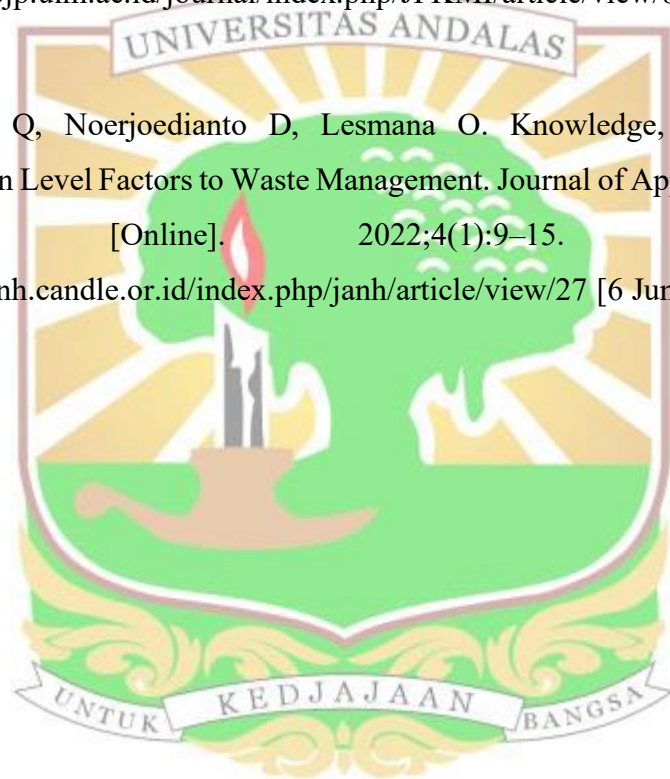 UNIVERSITAS ANDALAS
Q, Noerjoedianto D, Lesmana O. Knowledge,
n Level Factors to Waste Management. Journal of Ap
[Online]. 2022;4(1):9–15.
nh.candle.or.id/index.php/janh/article/view/27 [6 Jun
UNTUK KEDJAJAAN BANGSA